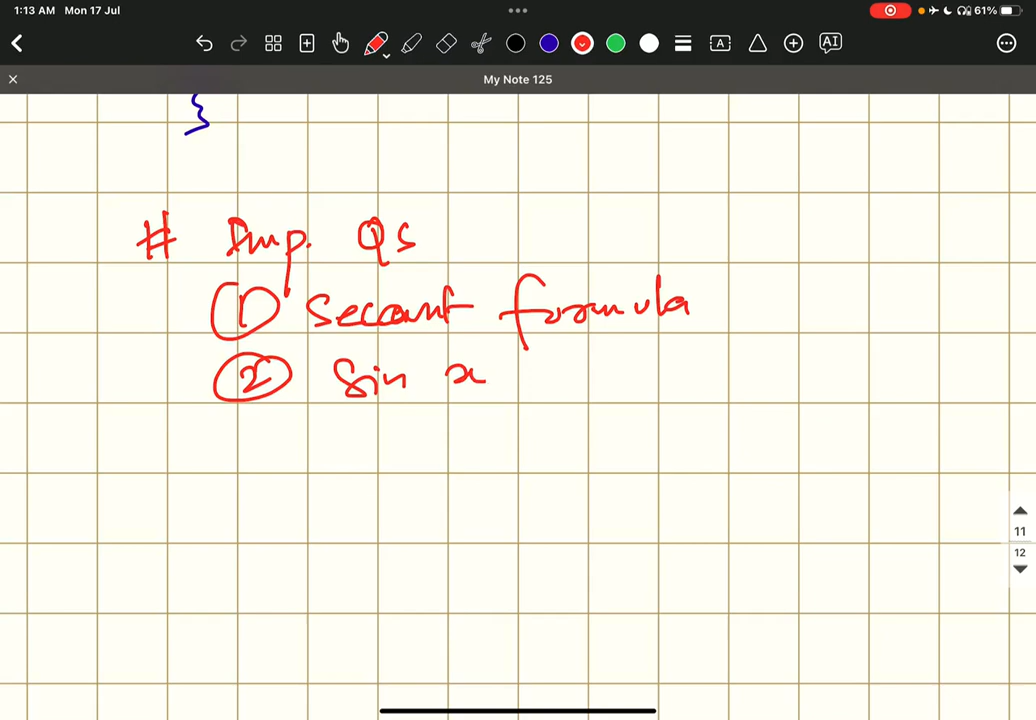 1:13 AM Mon 17 Jul 61%
A AI
My Note 125
# Imp. Qs
① Secant formula
② Sin x
11
12